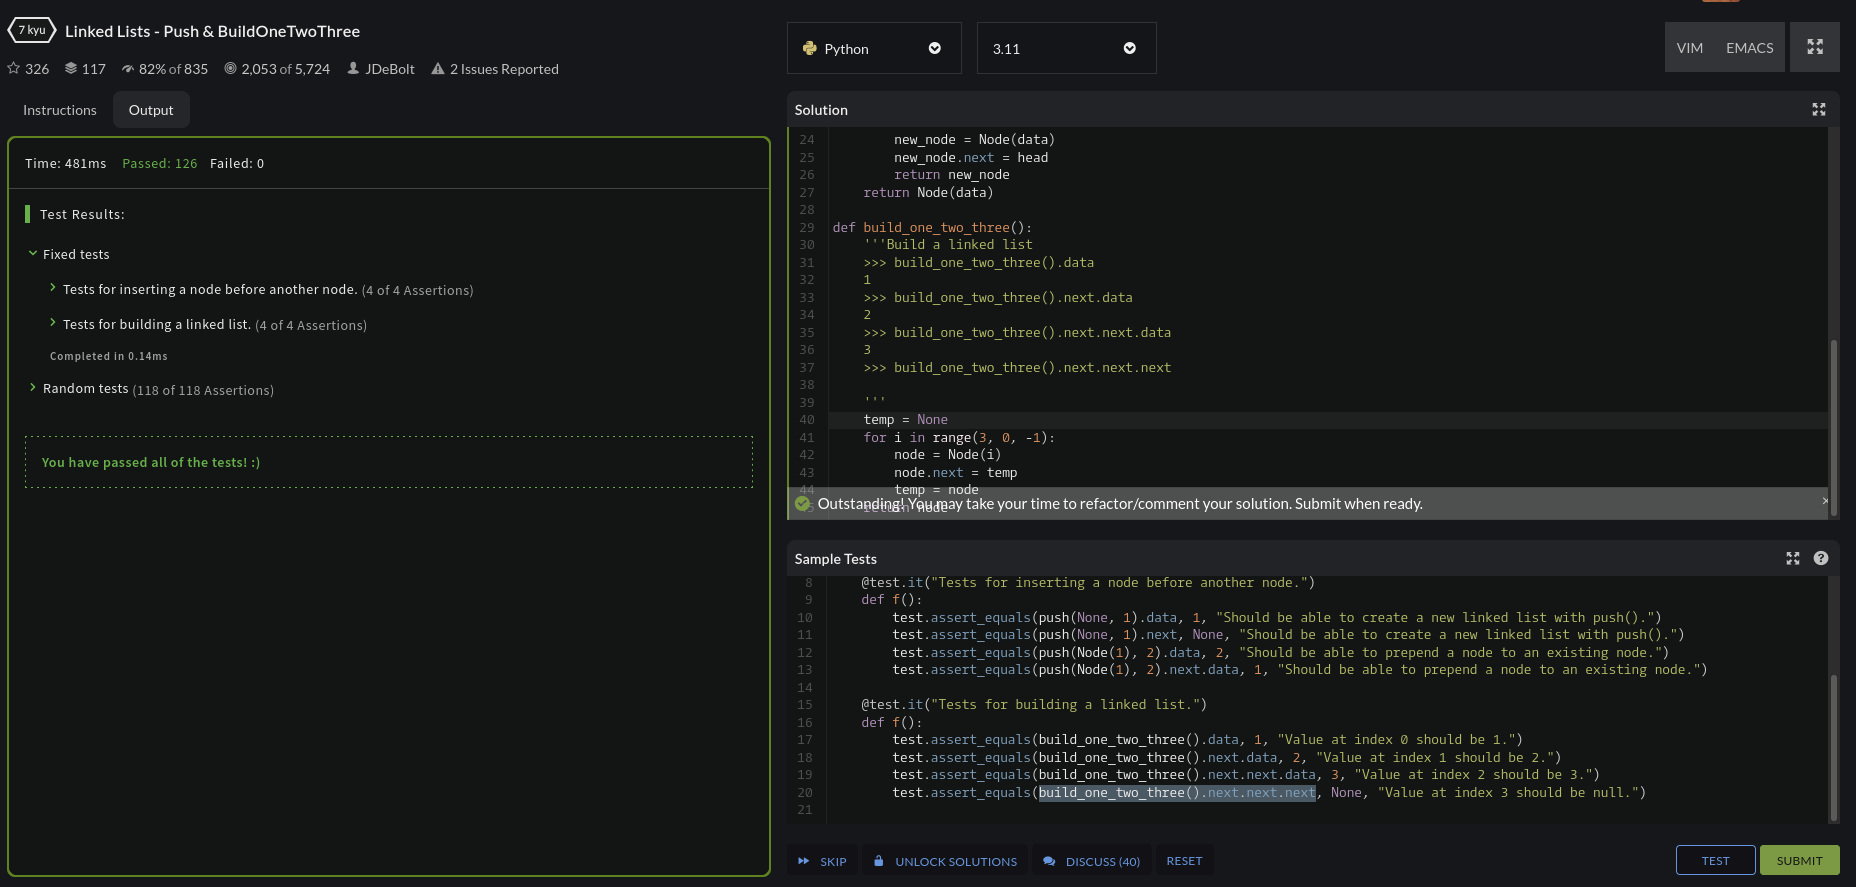 7 kyu
Linked Lists - Push & BuildOneTwoThree
326 117 82% of 835 2,053 of 5,724 JDeBolt 2 Issues Reported
Instructions Output
Time: 481ms Passed: 126 Failed: 0
Test Results:
Fixed tests
Tests for inserting a node before another node. (4 of 4 Assertions)
Tests for building a linked list. (4 of 4 Assertions)
Completed in 0.14ms
Random tests (118 of 118 Assertions)
You have passed all of the tests! :)
Python 3.11 VIM EMACS
Solution
24         new_node = Node(data)
25         new_node.next = head
26         return new_node
27     return Node(data)
28
29 def build_one_two_three():
30     '''Build a linked list
31     >>> build_one_two_three().data
32     1
33     >>> build_one_two_three().next.data
34     2
35     >>> build_one_two_three().next.next.data
36     3
37     >>> build_one_two_three().next.next.next
38
39     '''
40     temp = None
41     for i in range(3, 0, -1):
42         node = Node(i)
43         node.next = temp
44         temp = node
45     return node
Outstanding! You may take your time to refactor/comment your solution. Submit when ready. ×
Sample Tests ?
8     @test.it("Tests for inserting a node before another node.")
9     def f():
10         test.assert_equals(push(None, 1).data, 1, "Should be able to create a new linked list with push().")
11         test.assert_equals(push(None, 1).next, None, "Should be able to create a new linked list with push().")
12         test.assert_equals(push(Node(1), 2).data, 2, "Should be able to prepend a node to an existing node.")
13         test.assert_equals(push(Node(1), 2).next.data, 1, "Should be able to prepend a node to an existing node.")
14
15     @test.it("Tests for building a linked list.")
16     def f():
17         test.assert_equals(build_one_two_three().data, 1, "Value at index 0 should be 1.")
18         test.assert_equals(build_one_two_three().next.data, 2, "Value at index 1 should be 2.")
19         test.assert_equals(build_one_two_three().next.next.data, 3, "Value at index 2 should be 3.")
20         test.assert_equals(build_one_two_three().next.next.next, None, "Value at index 3 should be null.")
21
SKIP UNLOCK SOLUTIONS DISCUSS (40) RESET TEST SUBMIT